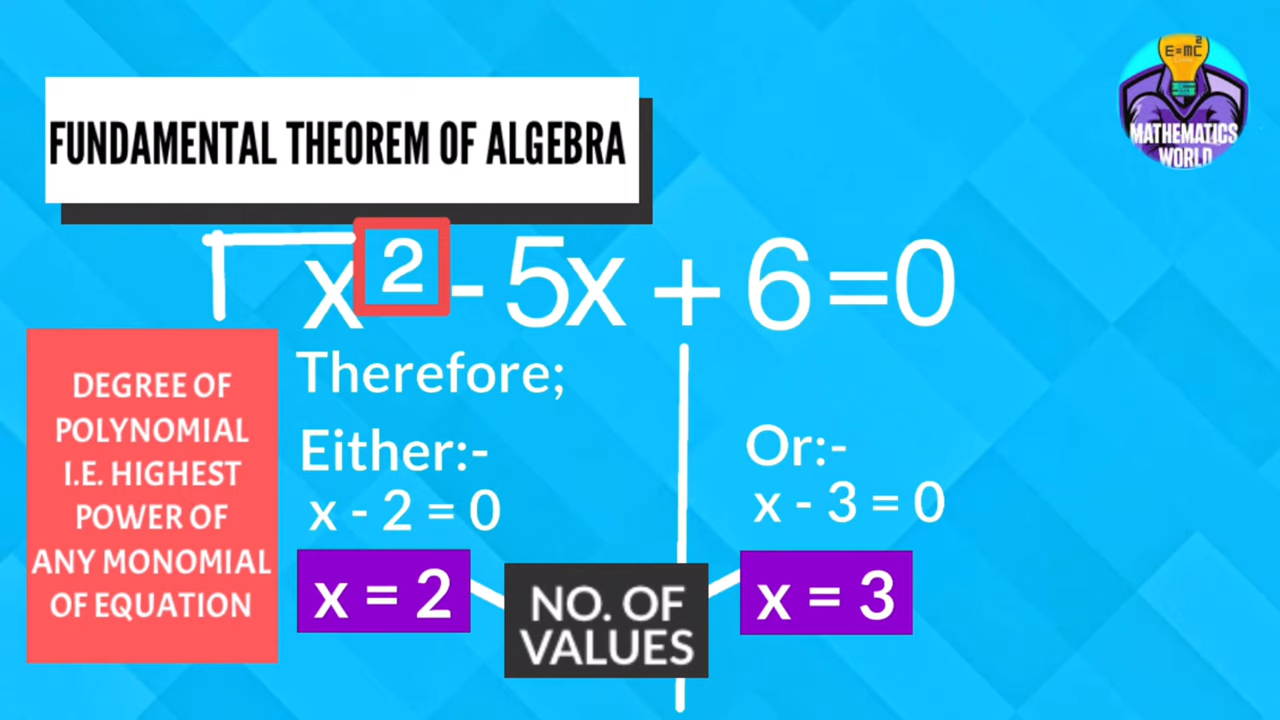 E=MC²
MATHEMATICS
WORLD
FUNDAMENTAL THEOREM OF ALGEBRA
x² - 5x + 6 = 0
DEGREE OF
POLYNOMIAL
I.E. HIGHEST
POWER OF
ANY MONOMIAL
OF EQUATION
Therefore;
Either:-
x - 2 = 0
x = 2
Or:-
x - 3 = 0
x = 3
NO. OF
VALUES